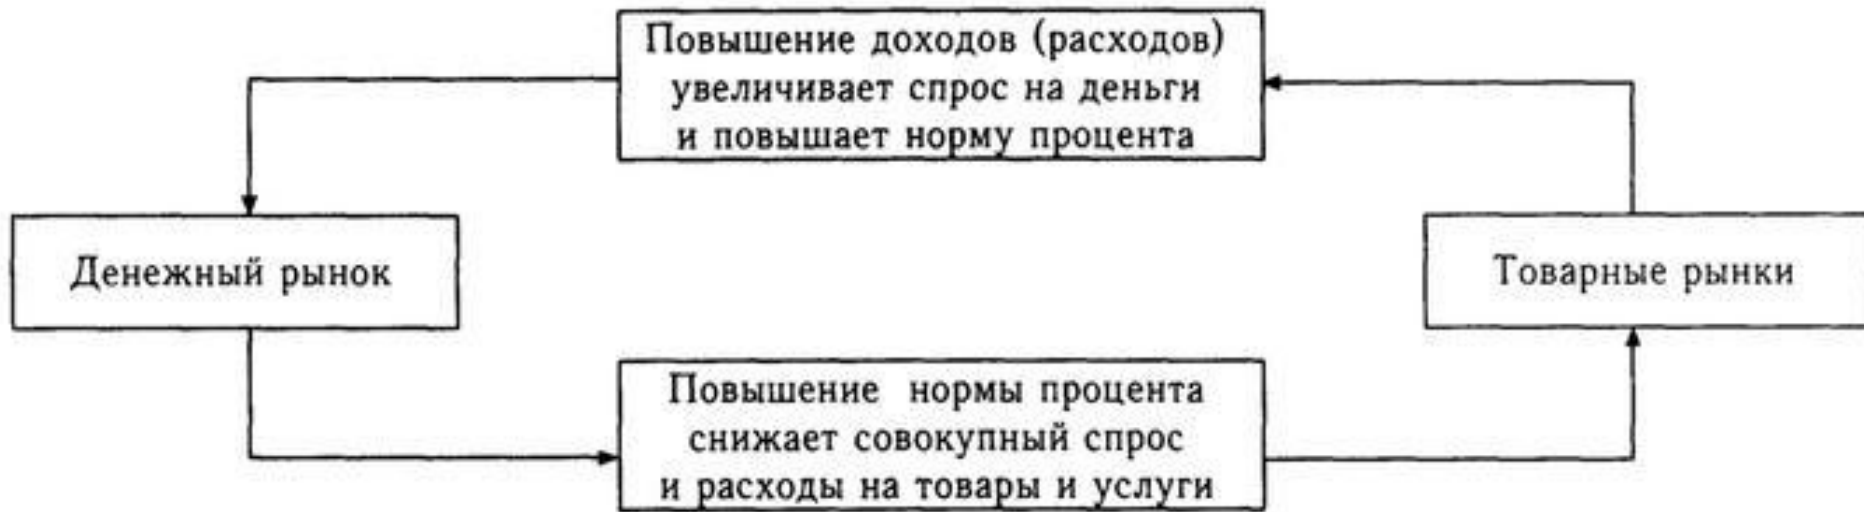 Повышение доходов (расходов)
увеличивает спрос на деньги
и повышает норму процента
Денежный рынок
Товарные рынки
Повышение нормы процента
снижает совокупный спрос
и расходы на товары и услуги